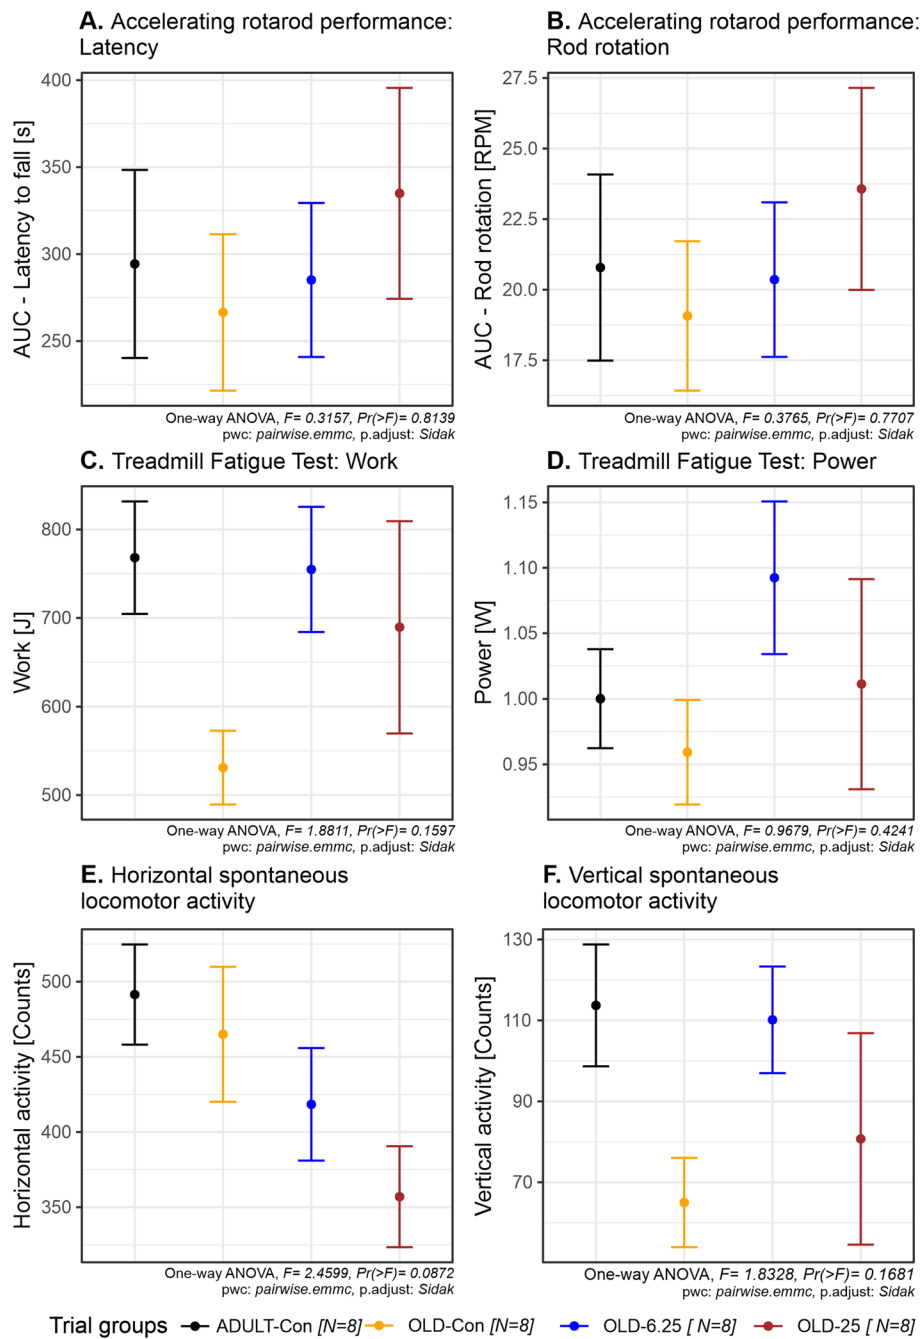 A. Accelerating rotarod performance:
Latency
AUC - Latency to fall [s]
400
350
300
250
One-way ANOVA, F= 0.3157, Pr(>F)= 0.8139
pwc: pairwise.emmc, p.adjust: Sidak
B. Accelerating rotarod performance:
Rod rotation
AUC - Rod rotation [RPM]
27.5
25.0
22.5
20.0
17.5
One-way ANOVA, F= 0.3765, Pr(>F)= 0.7707
pwc: pairwise.emmc, p.adjust: Sidak
C. Treadmill Fatigue Test: Work
Work [J]
800
700
600
500
One-way ANOVA, F= 1.8811, Pr(>F)= 0.1597
pwc: pairwise.emmc, p.adjust: Sidak
D. Treadmill Fatigue Test: Power
Power [W]
1.15
1.10
1.05
1.00
0.95
One-way ANOVA, F= 0.9679, Pr(>F)= 0.4241
pwc: pairwise.emmc, p.adjust: Sidak
E. Horizontal spontaneous
locomotor activity
Horizontal activity [Counts]
500
450
400
350
One-way ANOVA, F= 2.4599, Pr(>F)= 0.0872
pwc: pairwise.emmc, p.adjust: Sidak
F. Vertical spontaneous
locomotor activity
Vertical activity [Counts]
130
110
90
70
One-way ANOVA, F= 1.8328, Pr(>F)= 0.1681
pwc: pairwise.emmc, p.adjust: Sidak
Trial groups ADULT-Con [N=8] OLD-Con [N=8] OLD-6.25 [ N=8] OLD-25 [ N=8]